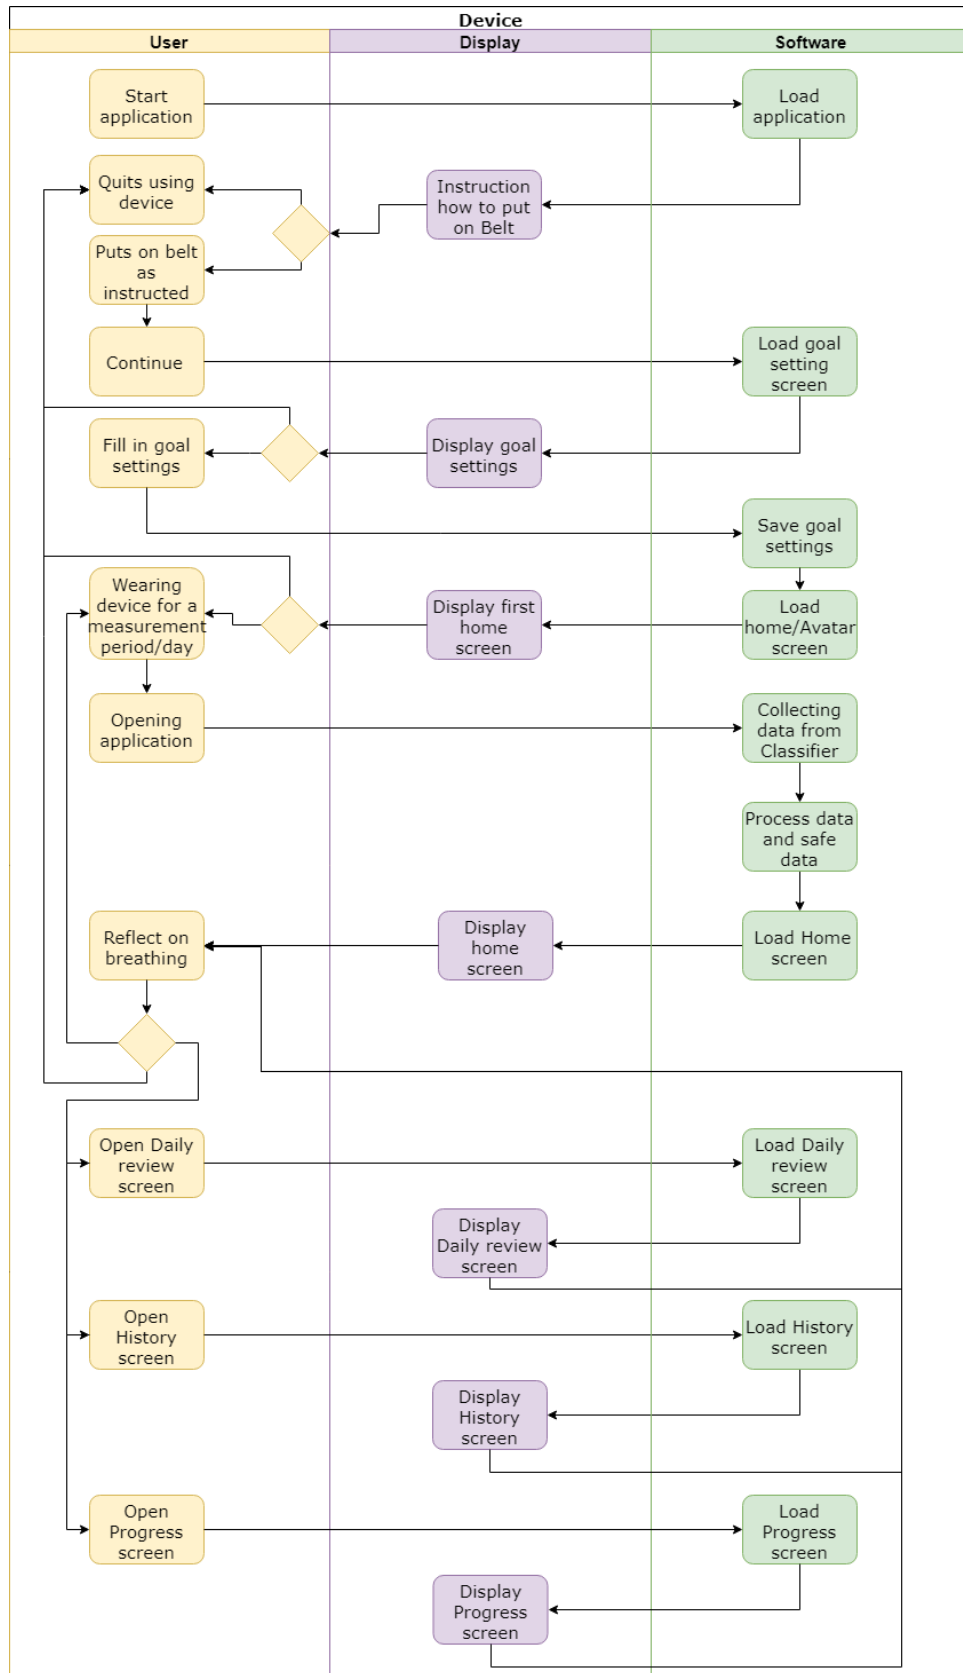 Device
User
Display
Software
Start
application
Load
application
Quits using
device
Instruction
how to put
on Belt
Puts on belt
as
instructed
Continue
Load goal
setting
screen
Fill in goal
settings
Display goal
settings
Save goal
settings
Wearing
device for a
measurement
period/day
Display first
home
screen
Load
home/Avatar
screen
Opening
application
Collecting
data from
Classifier
Process data
and safe
data
Reflect on
breathing
Display
home
screen
Load Home
screen
Open Daily
review
screen
Load Daily
review
screen
Display
Daily review
screen
Open
History
screen
Load History
screen
Display
History
screen
Open
Progress
screen
Load
Progress
screen
Display
Progress
screen